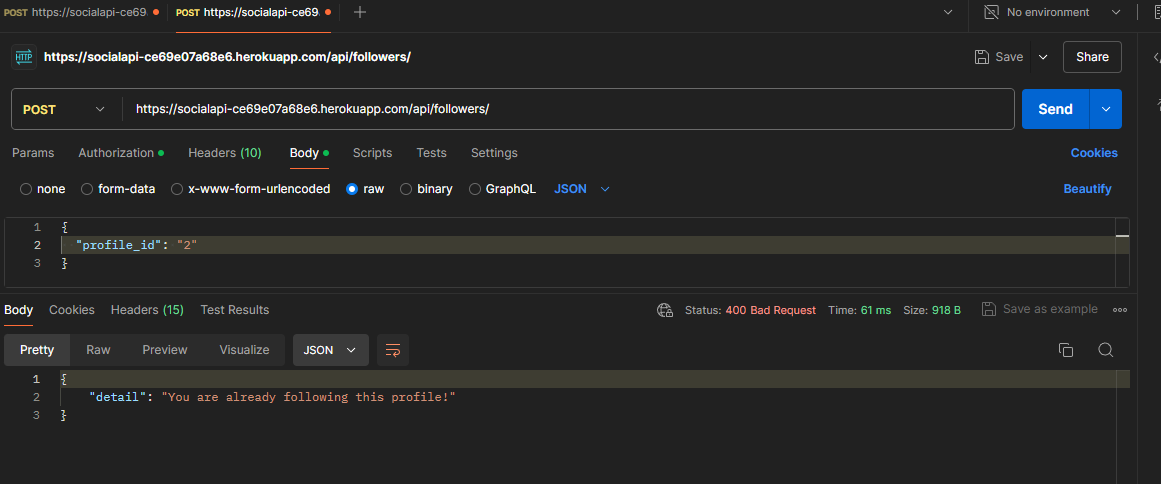 POST https://socialapi-ce69 POST https://socialapi-ce69 No environment
HTTP https://socialapi-ce69e07a68e6.herokuapp.com/api/followers/ Save Share
POST https://socialapi-ce69e07a68e6.herokuapp.com/api/followers/ Send
Params Authorization Headers (10) Body Scripts Tests Settings Cookies
none form-data x-www-form-urlencoded raw binary GraphQL JSON Beautify
1 {
2 "profile_id": "2"
3 }
Body Cookies Headers (15) Test Results Status: 400 Bad Request Time: 61 ms Size: 918 B Save as example
Pretty Raw Preview Visualize JSON
1 {
2 "detail": "You are already following this profile!"
3 }